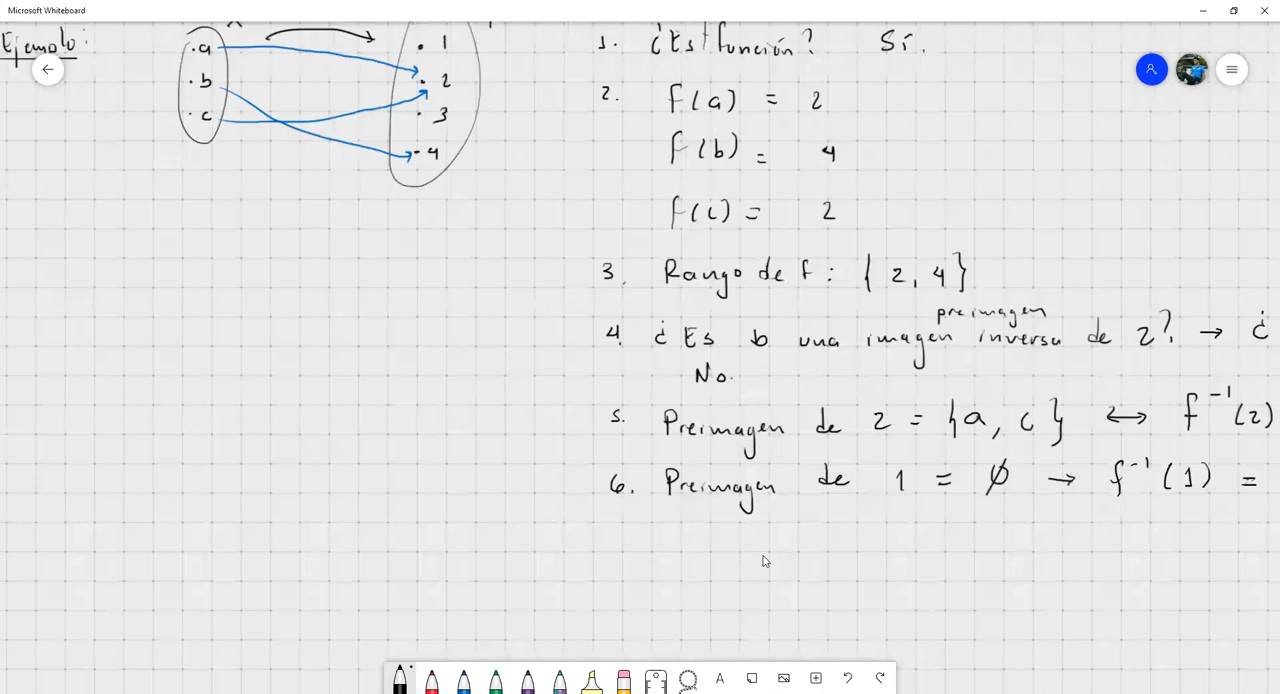 Microsoft Whiteboard
Ejemplo:
· a
· b
· c
· 1
· 2
· 3
· 4
1. ¿Es f función? Sí.
2. f(a) = 2
f(b) = 4
f(c) = 2
3. Rango de f: {2, 4}
preimagen
4. ¿Es b una imagen inversa de 2? → ¿
No.
5. Preimagen de 2 = {a, c} ↔ f⁻¹(2)
6. Preimagen de 1 = ∅ → f⁻¹(1) =
A